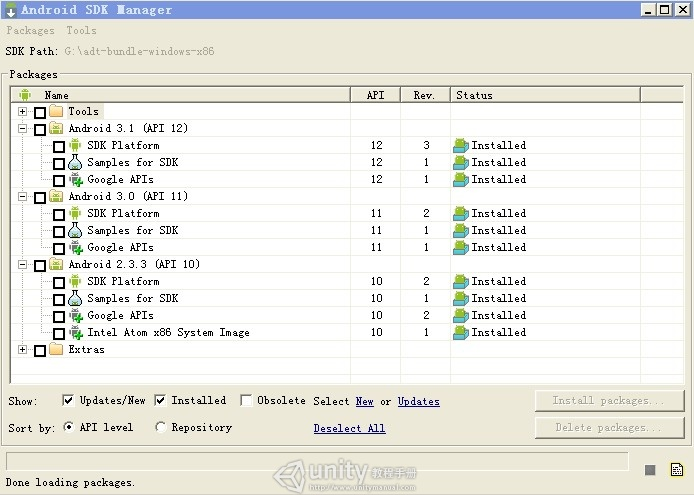 Android SDK Manager
Packages Tools
SDK Path: G:\adt-bundle-windows-x86
Packages
Name API Rev. Status
Tools
Android 3.1 (API 12)
SDK Platform 12 3 Installed
Samples for SDK 12 1 Installed
Google APIs 12 1 Installed
Android 3.0 (API 11)
SDK Platform 11 2 Installed
Samples for SDK 11 1 Installed
Google APIs 11 1 Installed
Android 2.3.3 (API 10)
SDK Platform 10 2 Installed
Samples for SDK 10 1 Installed
Google APIs 10 2 Installed
Intel Atom x86 System Image 10 1 Installed
Extras
Show: Updates/New Installed Obsolete Select New or Updates Install packages...
Sort by: API level Repository Deselect All Delete packages...
Done loading packages.
unity 教程手册
http://www.unitymanual.com